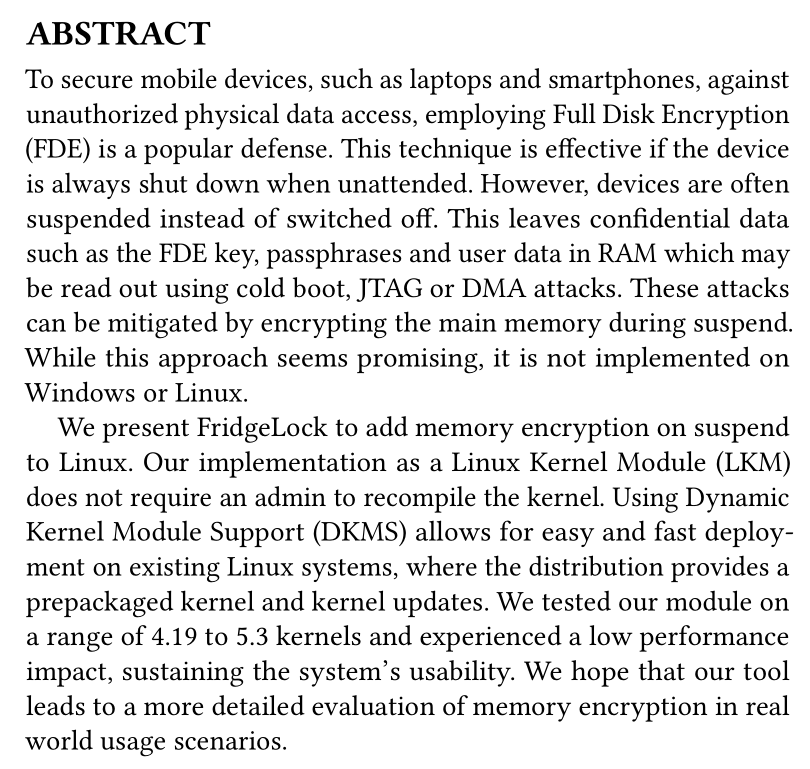 ABSTRACT
To secure mobile devices, such as laptops and smartphones, against
unauthorized physical data access, employing Full Disk Encryption
(FDE) is a popular defense. This technique is effective if the device
is always shut down when unattended. However, devices are often
suspended instead of switched off. This leaves confidential data
such as the FDE key, passphrases and user data in RAM which may
be read out using cold boot, JTAG or DMA attacks. These attacks
can be mitigated by encrypting the main memory during suspend.
While this approach seems promising, it is not implemented on
Windows or Linux.
We present FridgeLock to add memory encryption on suspend
to Linux. Our implementation as a Linux Kernel Module (LKM)
does not require an admin to recompile the kernel. Using Dynamic
Kernel Module Support (DKMS) allows for easy and fast deploy-
ment on existing Linux systems, where the distribution provides a
prepackaged kernel and kernel updates. We tested our module on
a range of 4.19 to 5.3 kernels and experienced a low performance
impact, sustaining the system's usability. We hope that our tool
leads to a more detailed evaluation of memory encryption in real
world usage scenarios.